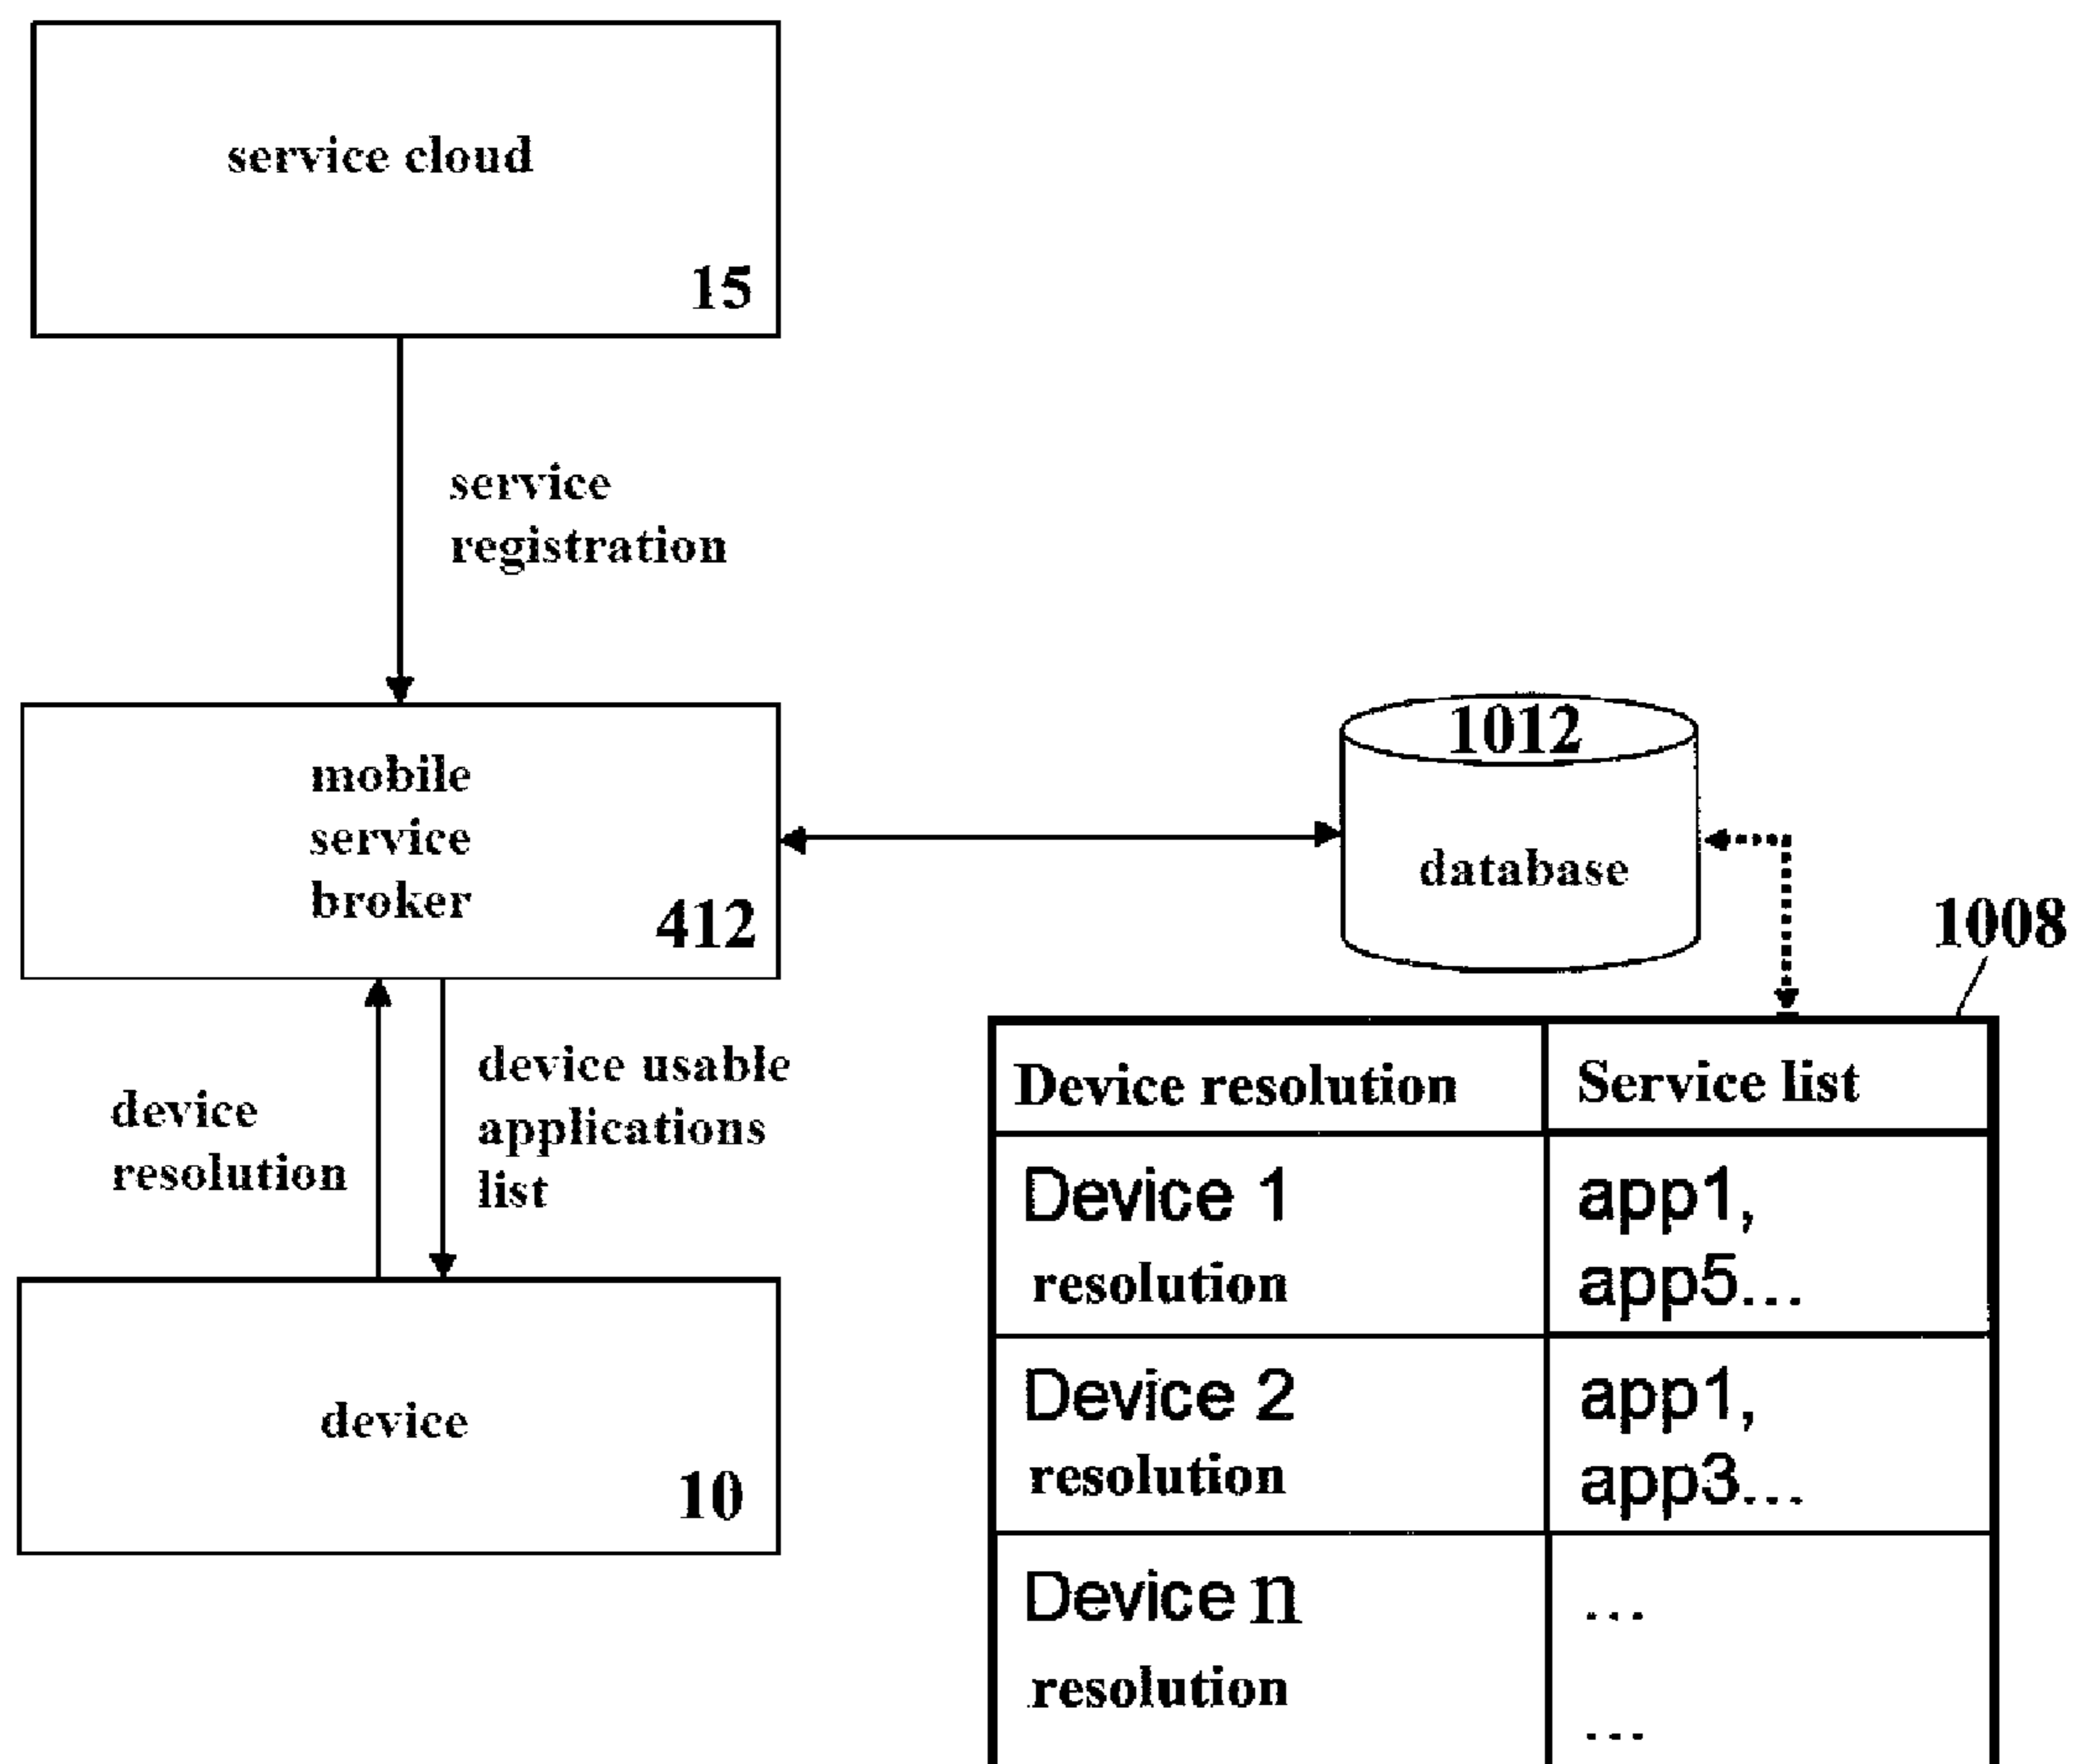 service cloud
15
service
registration
mobile
service
broker
412
1012
database
1008
device
resolution
device usable
applications
list
device
10
Device resolution
Service list
Device 1
resolution
app1,
app5...
Device 2
resolution
app1,
app3...
Device n
resolution
...
...